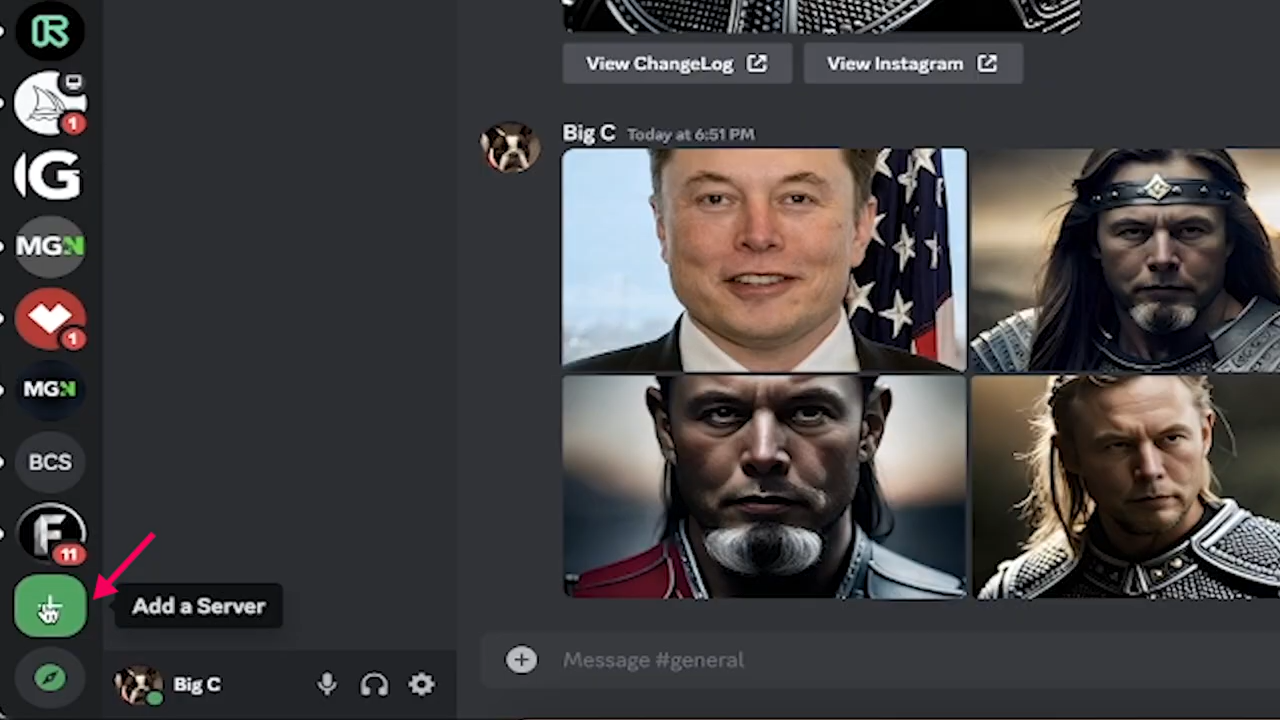 View ChangeLog
View Instagram
1
G
MGN
1
MGN
BCS
F
11
Big C Today at 6:51 PM
Add a Server
Big C
Message #general